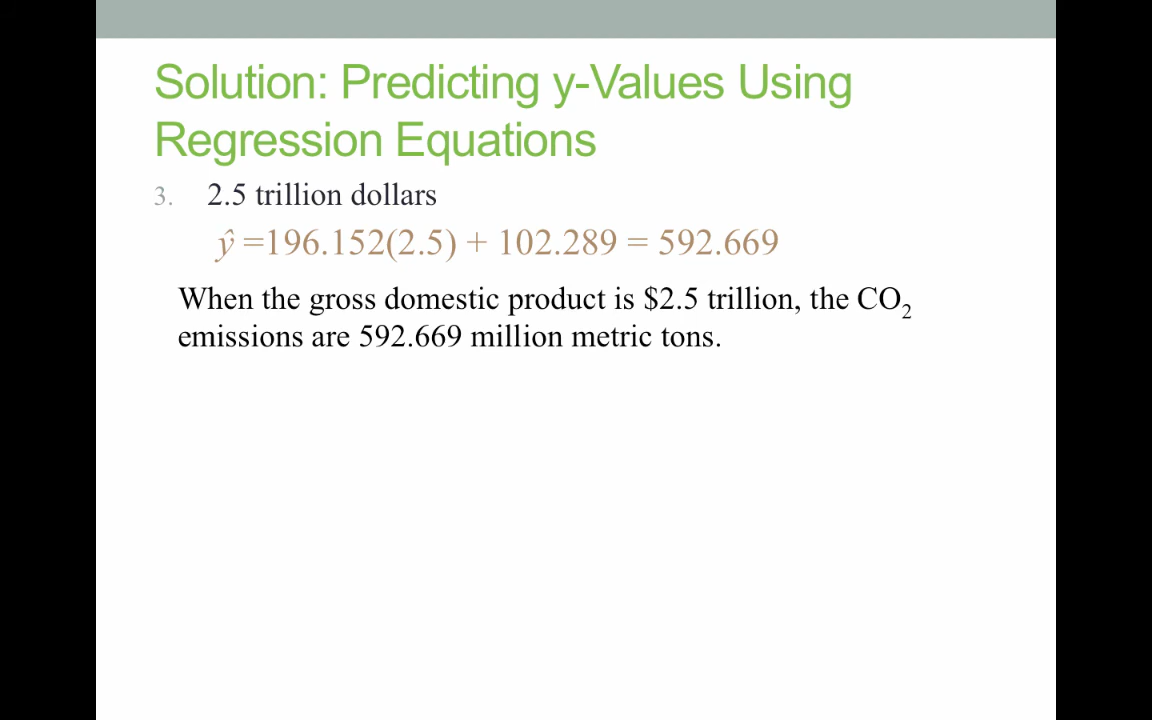 Solution: Predicting y-Values Using
Regression Equations
3. 2.5 trillion dollars
ŷ =196.152(2.5) + 102.289 = 592.669
When the gross domestic product is $2.5 trillion, the CO₂
emissions are 592.669 million metric tons.